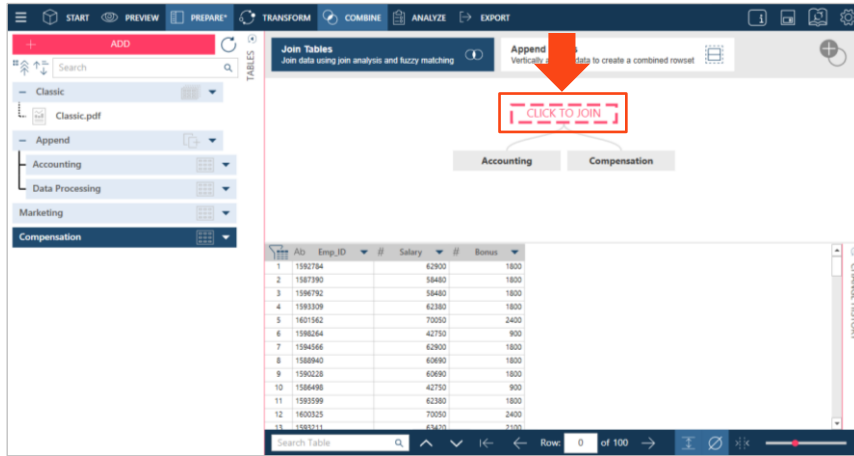 START PREVIEW PREPARE* TRANSFORM COMBINE ANALYZE EXPORT
ADD
Search
Classic
Classic.pdf
Append
Accounting
Data Processing
Marketing
Compensation
TABLES
Join Tables
Join data using join analysis and fuzzy matching
Append
Vertically data to create a combined rowset
CLICK TO JOIN
Accounting Compensation
Ab Emp_ID # Salary # Bonus
1 1592784 62900 1800
2 1587390 58480 1800
3 1596792 58480 1800
4 1593309 62380 1800
5 1601562 70050 2400
6 1598264 42750 900
7 1594566 62900 1800
8 1588940 60690 1800
9 1590228 60690 1800
10 1586498 42750 900
11 1593599 62380 1800
12 1600325 70050 2400
13 1593211 63420 2100
Search Table Row: 0 of 100